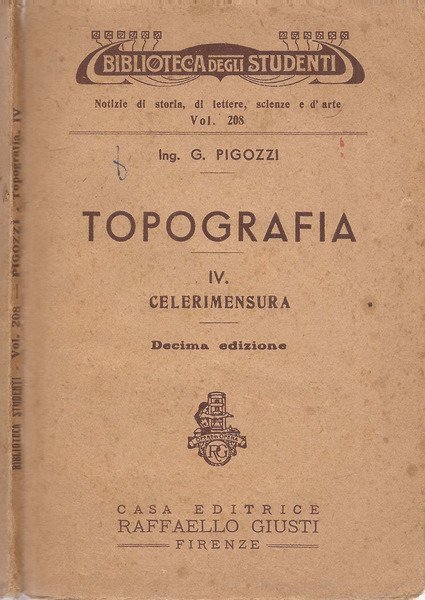 BIBLIOTECA DEGLI STUDENTI
Notizie di storia, di lettere, scienze e d'arte
Vol. 208
Ing. G. PIGOZZI
TOPOGRAFIA
IV.
CELERIMENSURA
Decima edizione
RG
CASA EDITRICE
RAFFAELLO GIUSTI
FIRENZE
BIBLIOTECA STUDENTI - Vol. 208 — PIGOZZI - Topografia. IV